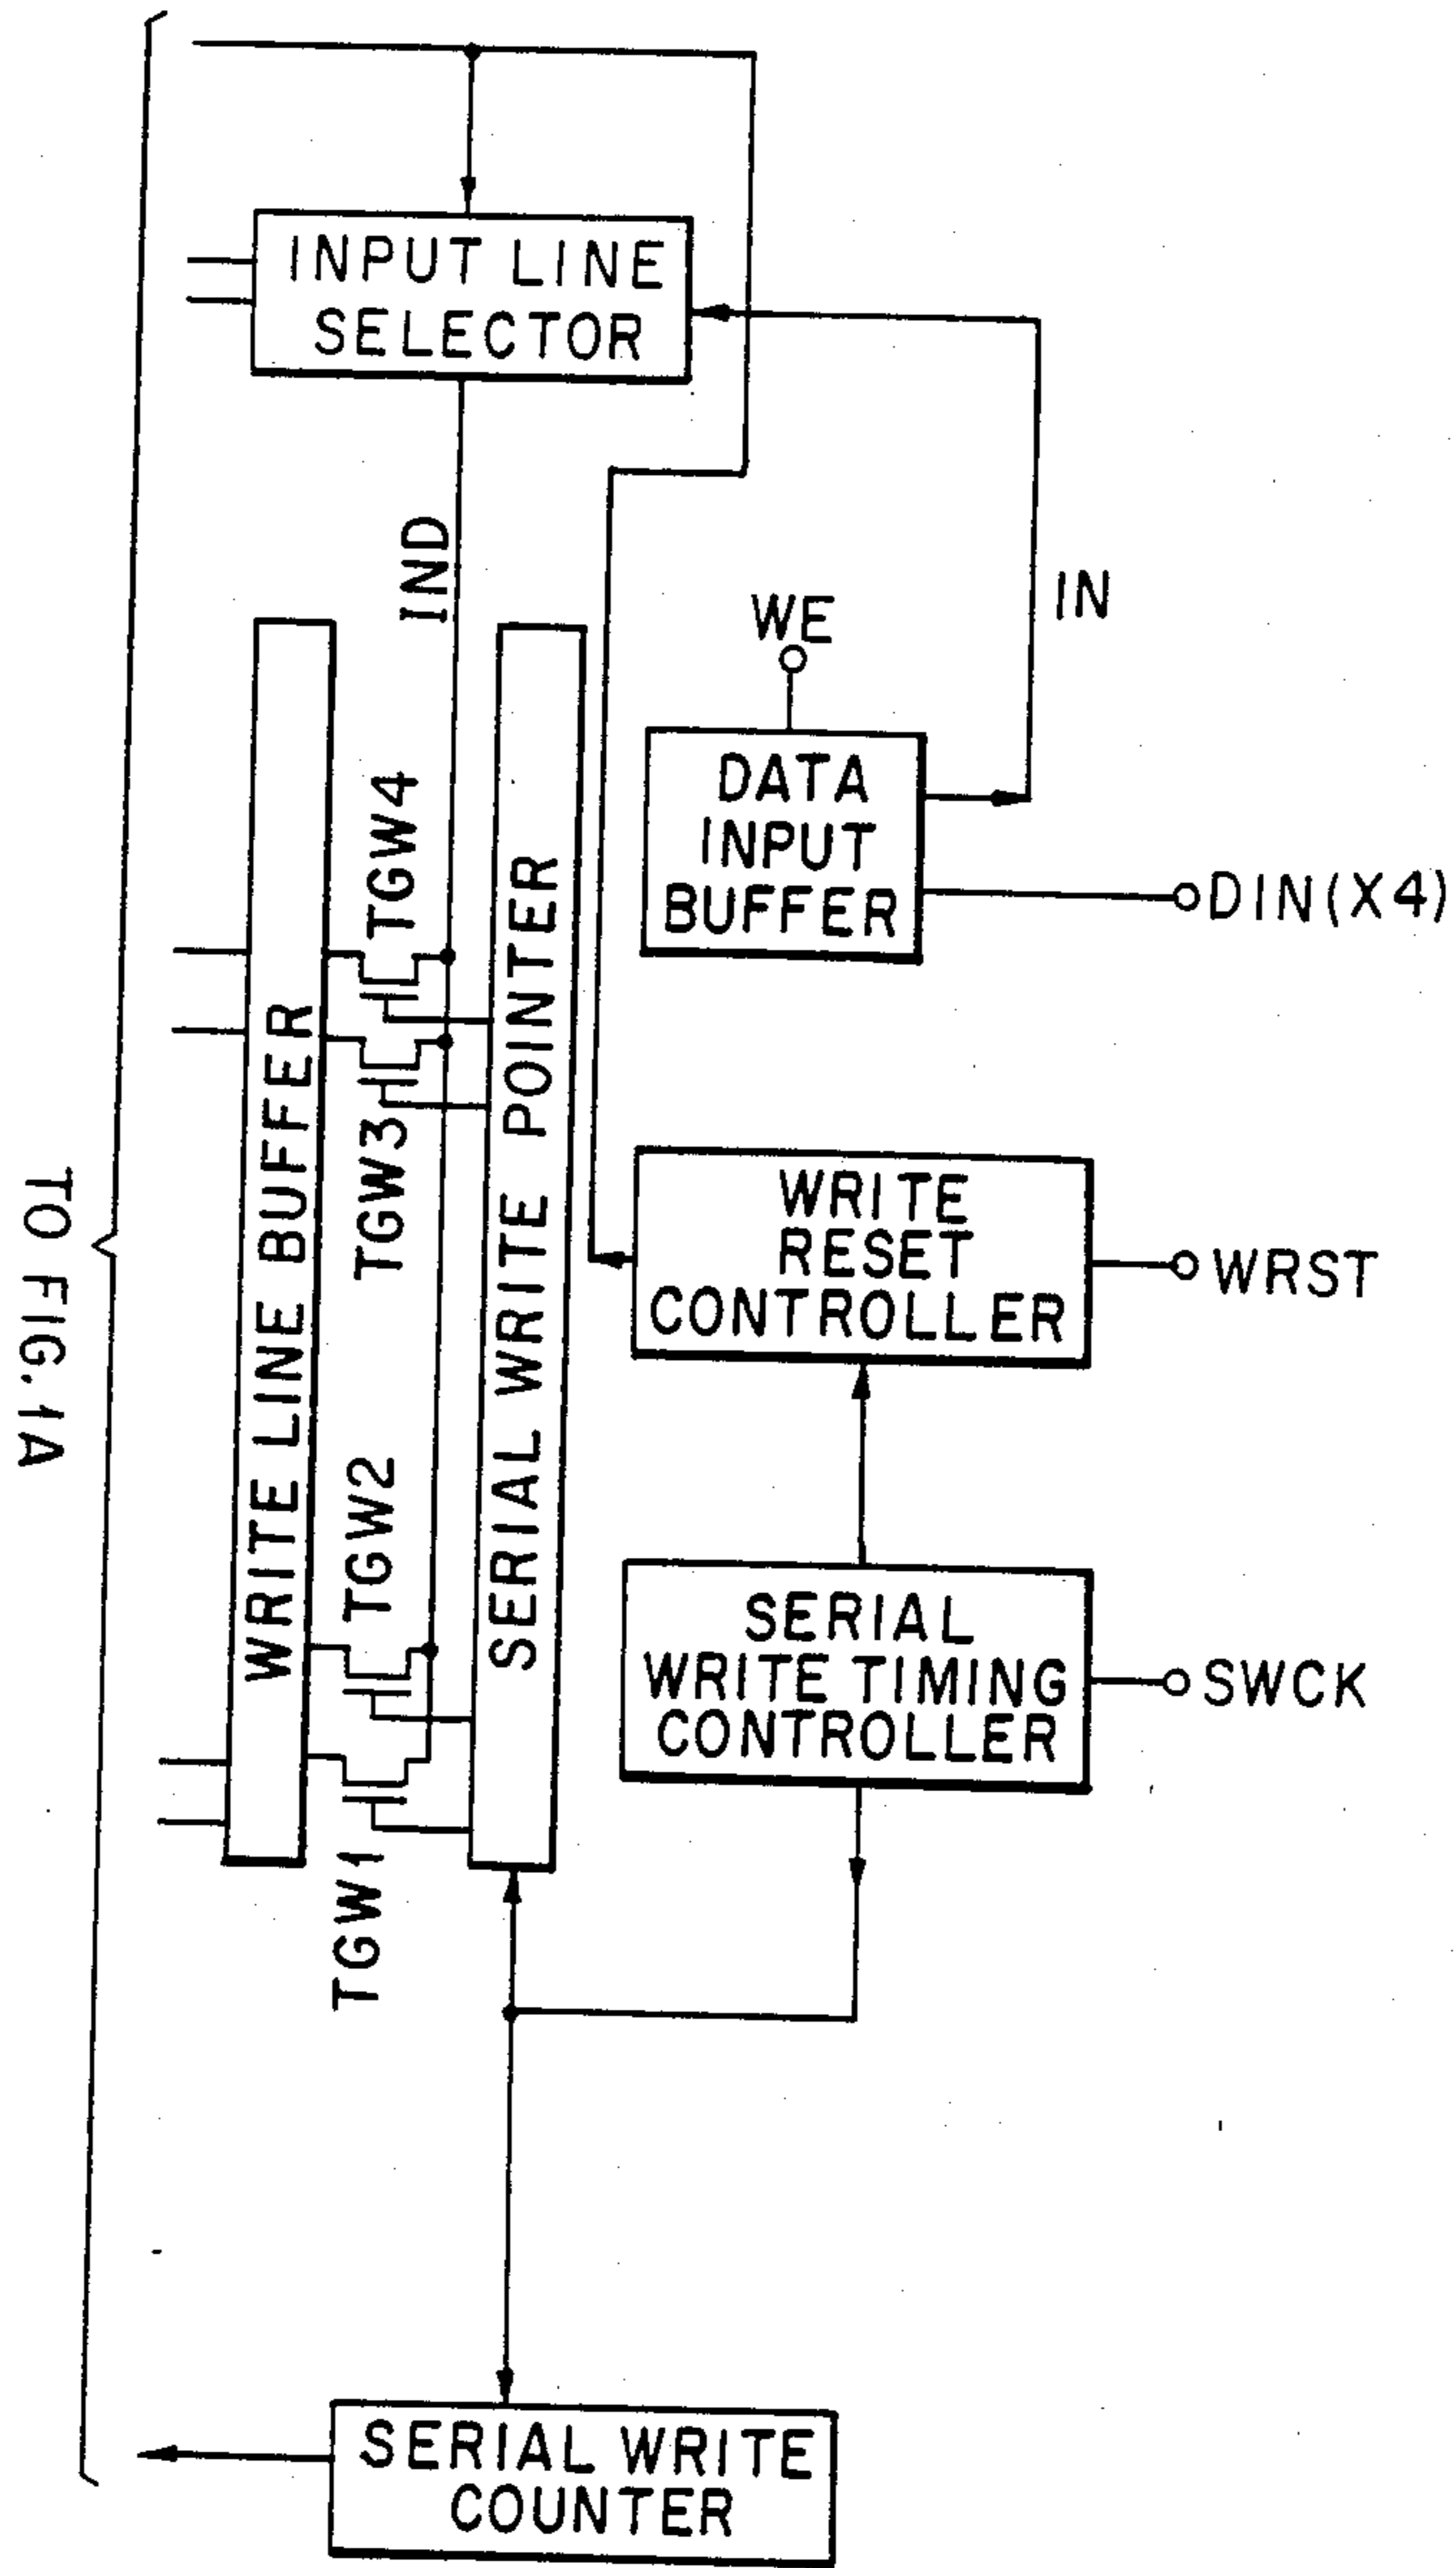 INPUT LINE
SELECTOR
IND
IN
WE
DATA
INPUT
BUFFER
DIN(X4)
TGW4
TGW3
WRITE LINE BUFFER
SERIAL WRITE POINTER
WRITE
RESET
CONTROLLER
WRST
TO FIG.1A
TGW2
SERIAL
WRITE TIMING
CONTROLLER
SWCK
TGW1
SERIAL WRITE
COUNTER